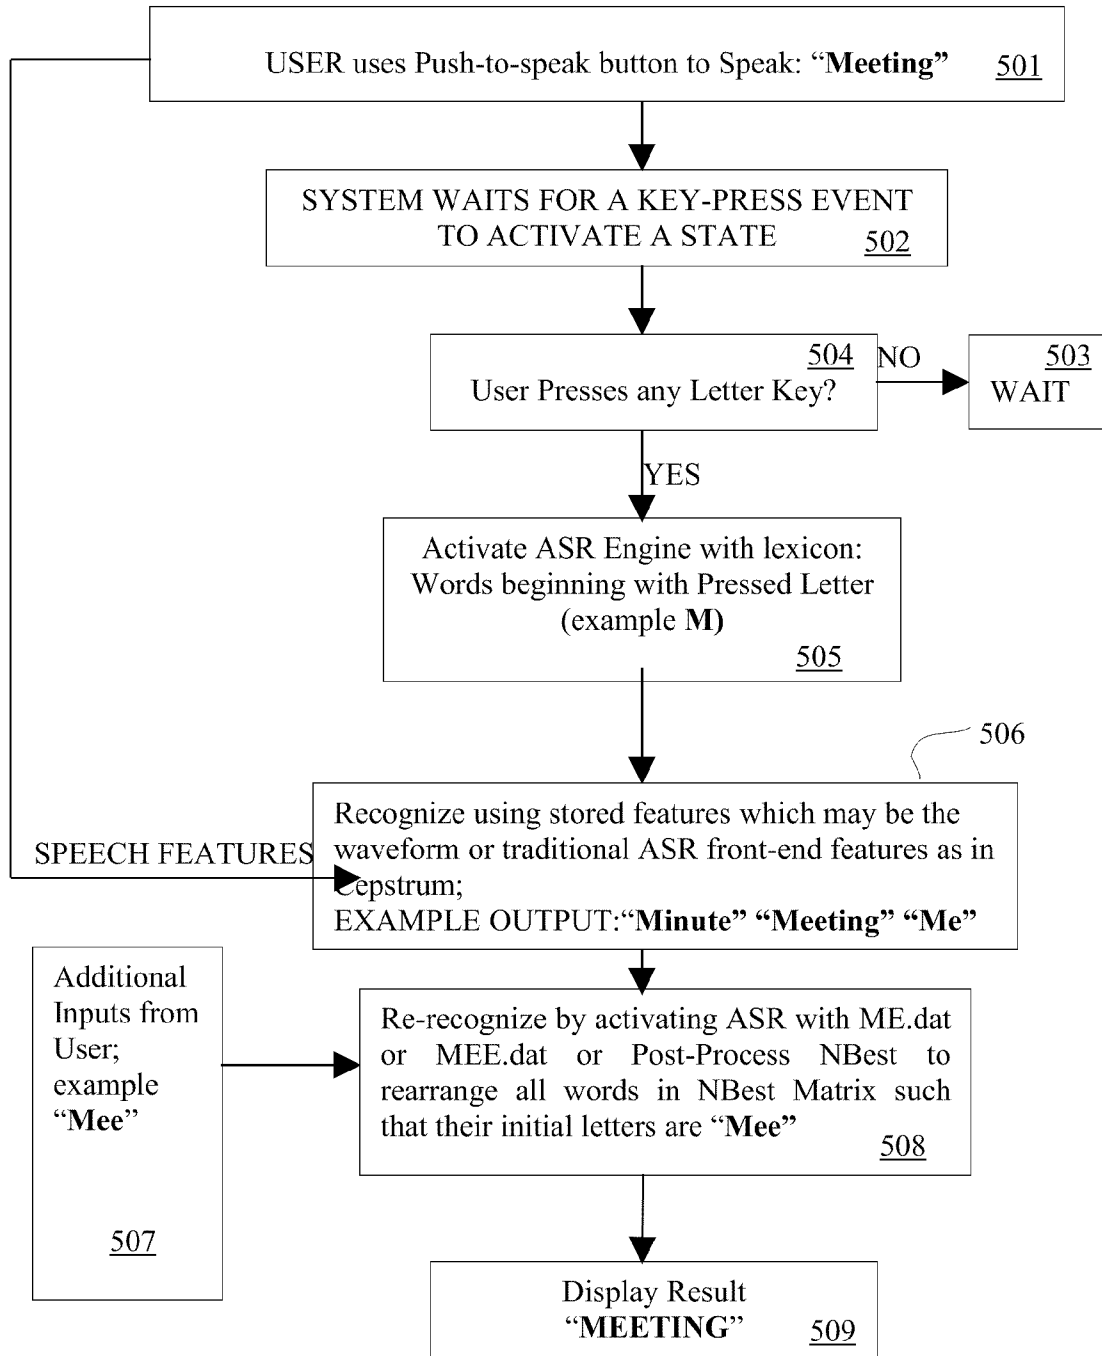 USER uses Push-to-speak button to Speak: “Meeting” 501
SYSTEM WAITS FOR A KEY-PRESS EVENT
TO ACTIVATE A STATE
502
504
User Presses any Letter Key?
NO
503
WAIT
YES
Activate ASR Engine with lexicon:
Words beginning with Pressed Letter
(example M)
505
506
Recognize using stored features which may be the
waveform or traditional ASR front-end features as in
Cepstrum;
EXAMPLE OUTPUT:“Minute” “Meeting” “Me”
SPEECH FEATURES
Additional
Inputs from
User;
example
“Mee”
507
Re-recognize by activating ASR with ME.dat
or MEE.dat or Post-Process NBest to
rearrange all words in NBest Matrix such
that their initial letters are “Mee”
508
Display Result
“MEETING”
509